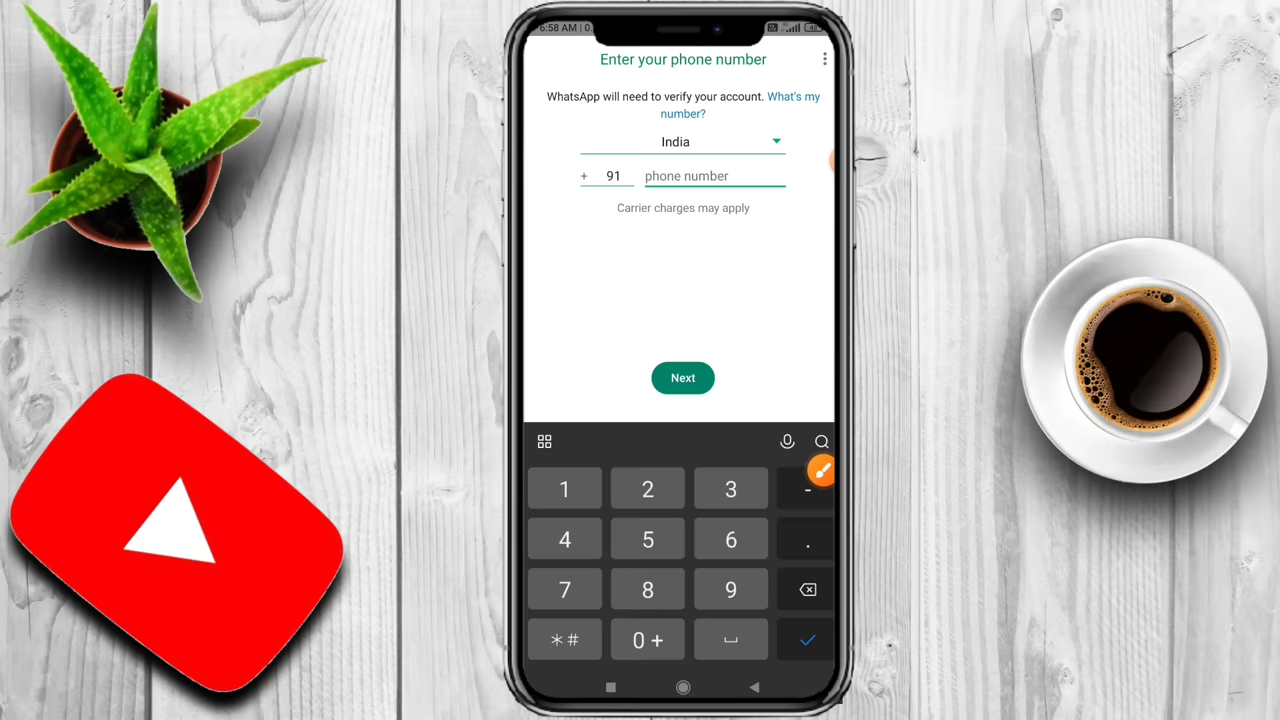 6:58 AM | 0.
Enter your phone number
WhatsApp will need to verify your account. What's my
number?
India
+ 91 phone number
Carrier charges may apply
Next
1 2 3 -
4 5 6 .
7 8 9
*# 0 +